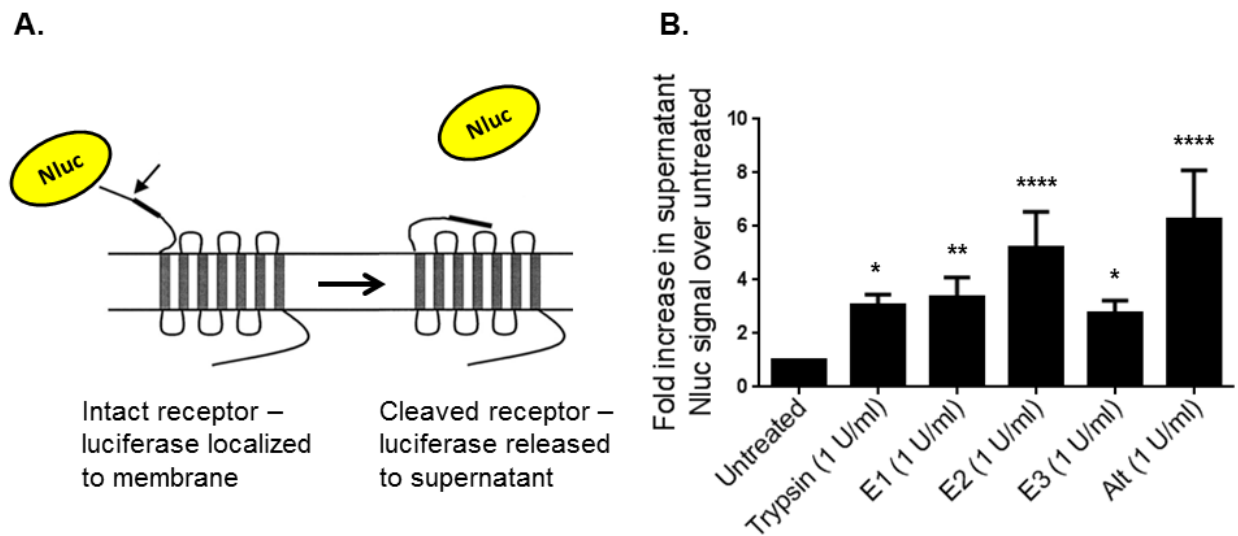 A.
Nluc
Nluc
Intact receptor –
luciferase localized
to membrane
Cleaved receptor –
luciferase released
to supernatant
B.
Fold increase in supernatant
Nluc signal over untreated
10
8
6
4
2
0
*
**
****
*
****
Untreated
Trypsin (1 U/ml)
E1 (1 U/ml)
E2 (1 U/ml)
E3 (1 U/ml)
Alt (1 U/ml)